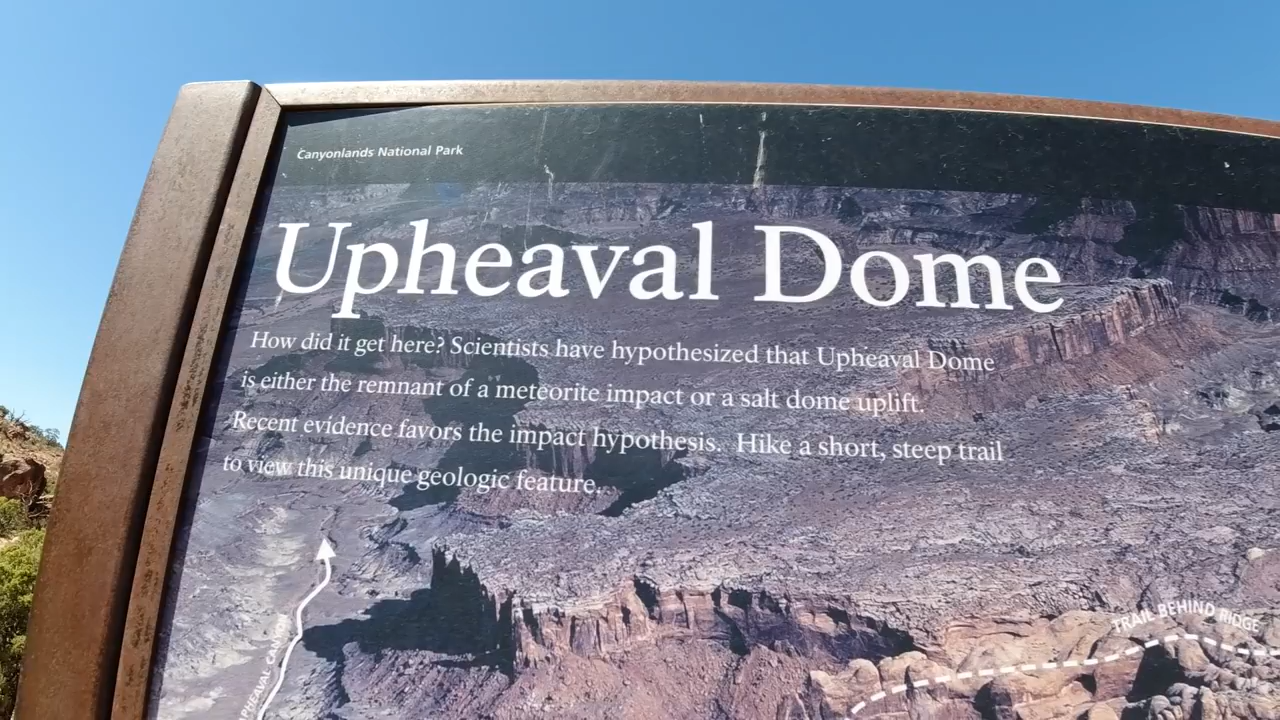 Canyonlands National Park
Upheaval Dome
How did it get here? Scientists have hypothesized that Upheaval Dome
is either the remnant of a meteorite impact or a salt dome uplift.
Recent evidence favors the impact hypothesis. Hike a short, steep trail
to view this unique geologic feature.
TRAIL BEHIND RIDGE
CANYON